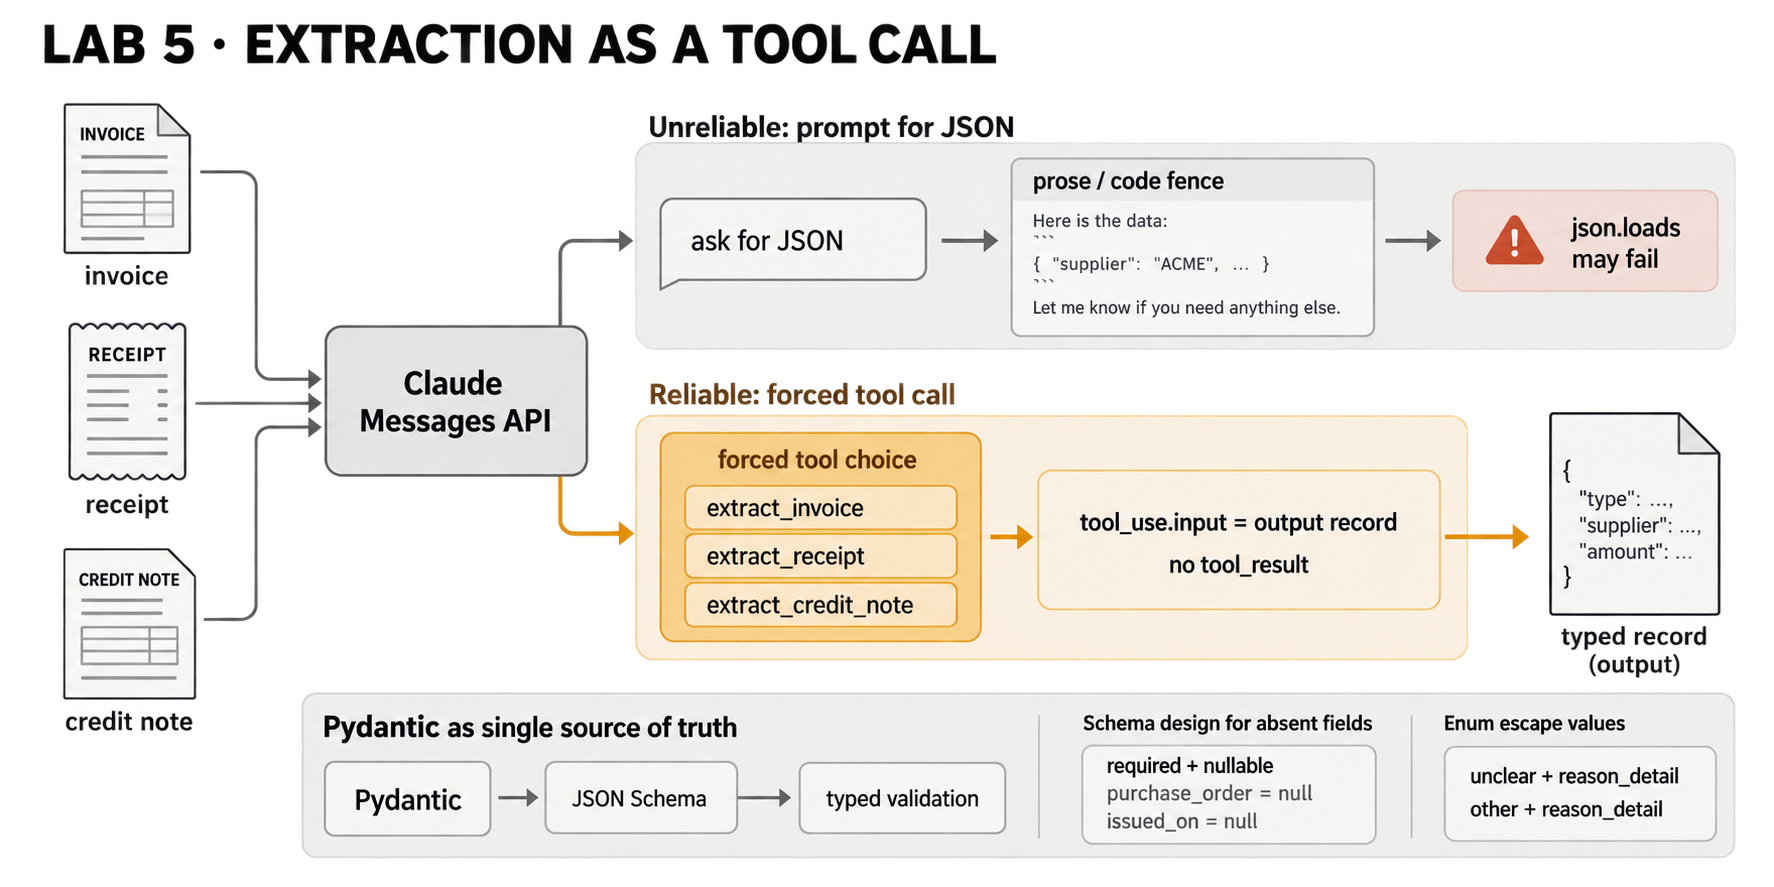 LAB 5 · EXTRACTION AS A TOOL CALL
INVOICE
invoice
RECEIPT
receipt
CREDIT NOTE
credit note
Claude
Messages API
Unreliable: prompt for JSON
ask for JSON
prose / code fence
Here is the data:
```
{ "supplier": "ACME", ... }
```
Let me know if you need anything else.
json.loads
may fail
Reliable: forced tool call
forced tool choice
extract_invoice
extract_receipt
extract_credit_note
tool_use.input = output record
no tool_result
{
"type": ...,
"supplier": ...,
"amount": ...
}
typed record
(output)
Pydantic as single source of truth
Pydantic
JSON Schema
typed validation
Schema design for absent fields
required + nullable
purchase_order = null
issued_on = null
Enum escape values
unclear + reason_detail
other + reason_detail